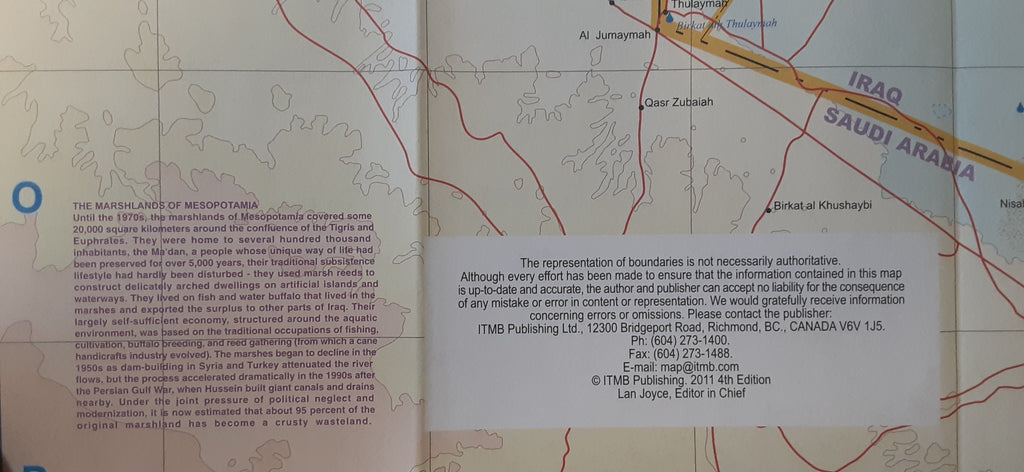 Thulaymah
Birkat ath Thulaymah
Al Jumaymah
IRAQ
Qasr Zubalah
SAUDI ARABIA
O
THE MARSHLANDS OF MESOPOTAMIA
Until the 1970s, the marshlands of Mesopotamia covered some
20,000 square kilometers around the confluence of the Tigris and
Euphrates. They were home to several hundred thousand
inhabitants, the Ma'dan, a people whose unique way of life had
been preserved for over 5,000 years, their traditional subsistence
lifestyle had hardly been disturbed - they used marsh reeds to
construct delicately arched dwellings on artificial islands and
waterways. They lived on fish and water buffalo that lived in the
marshes and exported the surplus to other parts of Iraq. Their
largely self-sufficient economy, structured around the aquatic
environment, was based on the traditional occupations of fishing,
cultivation, buffalo breeding, and reed gathering (from which a cane
handicrafts industry evolved). The marshes began to decline in the
1950s as dam-building in Syria and Turkey attenuated the river
flows, but the process accelerated dramatically in the 1990s after
the Persian Gulf War, when Hussein built giant canals and drains
nearby. Under the joint pressure of political neglect and
modernization, it is now estimated that about 95 percent of the
original marshland has become a crusty wasteland.
Birkat al Khushaybi
Nisa
The representation of boundaries is not necessarily authoritative.
Although every effort has been made to ensure that the information contained in this map
is up-to-date and accurate, the author and publisher can accept no liability for the consequence
of any mistake or error in content or representation. We would gratefully receive information
concerning errors or omissions. Please contact the publisher:
ITMB Publishing Ltd., 12300 Bridgeport Road, Richmond, BC., CANADA V6V 1J5.
Ph: (604) 273-1400.
Fax: (604) 273-1488.
E-mail: map@itmb.com
© ITMB Publishing. 2011 4th Edition
Lan Joyce, Editor in Chief